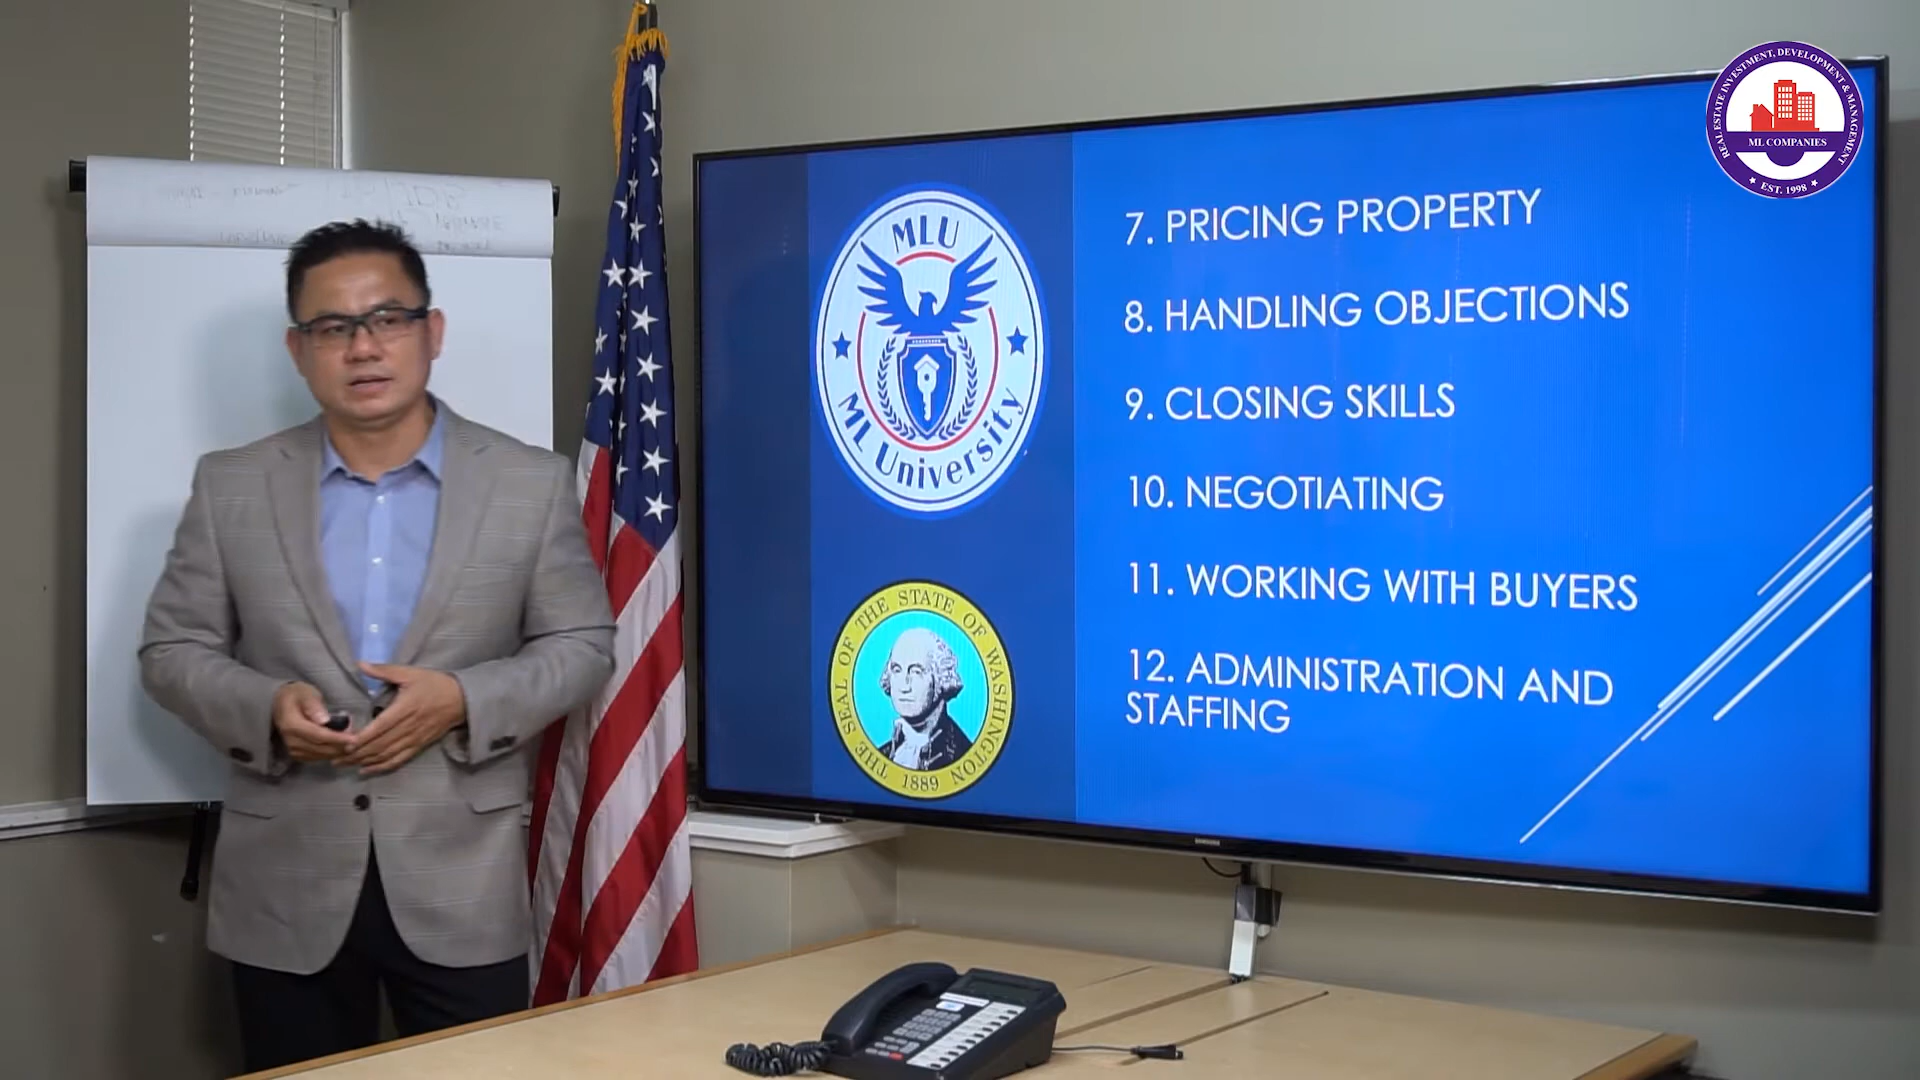 REAL ESTATE INVESTMENT, DEVELOPMENT & MANAGEMENT
ML COMPANIES
EST. 1998
MLU
ML University
THE SEAL OF THE STATE OF WASHINGTON
1889
7. PRICING PROPERTY
8. HANDLING OBJECTIONS
9. CLOSING SKILLS
10. NEGOTIATING
11. WORKING WITH BUYERS
12. ADMINISTRATION AND
STAFFING
SAMSUNG